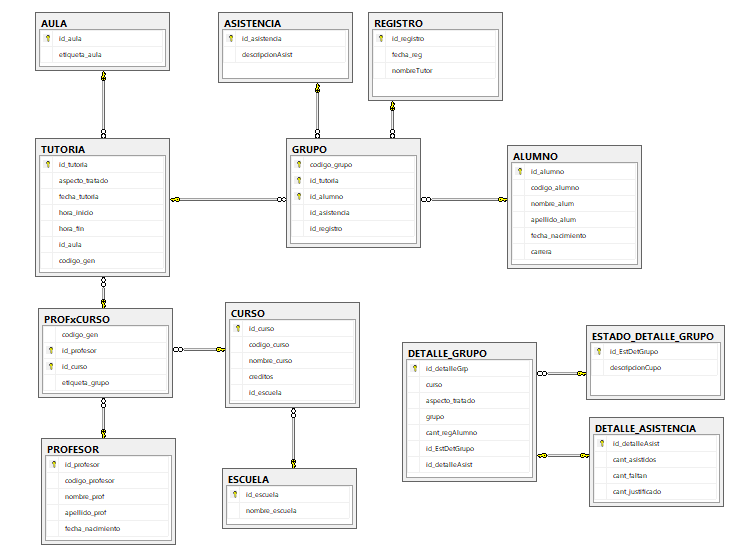 AULA
id_aula
etiqueta_aula
ASISTENCIA
id_asistencia
descripcionAsist
REGISTRO
id_registro
fecha_reg
nombreTutor
TUTORIA
id_tutoria
aspecto_tratado
fecha_tutoria
hora_inicio
hora_fin
id_aula
codigo_gen
GRUPO
codigo_grupo
id_tutoria
id_alumno
id_asistencia
id_registro
ALUMNO
id_alumno
codigo_alumno
nombre_alum
apellido_alum
fecha_nacimiento
carrera
PROFxCURSO
codigo_gen
id_profesor
id_curso
etiqueta_grupo
CURSO
id_curso
codigo_curso
nombre_curso
creditos
id_escuela
DETALLE_GRUPO
id_detalleGrp
curso
aspecto_tratado
grupo
cant_regAlumno
id_EstDetGrupo
id_detalleAsist
ESTADO_DETALLE_GRUPO
id_EstDetGrupo
descripcionCupo
DETALLE_ASISTENCIA
id_detalleAsist
cant_asistidos
cant_faltan
cant_justificado
PROFESOR
id_profesor
codigo_profesor
nombre_prof
apellido_prof
fecha_nacimiento
ESCUELA
id_escuela
nombre_escuela